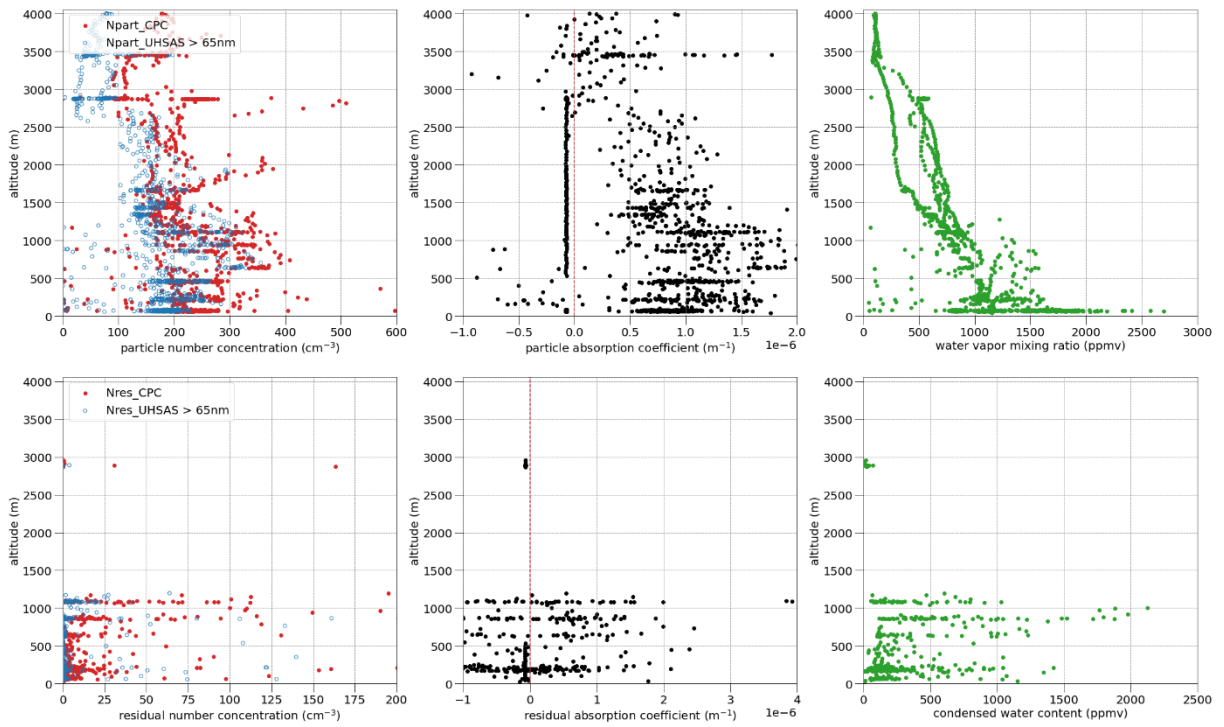 4000
3500
3000
2500
2000
1500
1000
500
0
altitude (m)
Npart_CPC
Npart_UHSAS > 65nm
0 100 200 300 400 500 600
particle number concentration (cm⁻³)
4000
3500
3000
2500
2000
1500
1000
500
0
altitude (m)
−1.0 −0.5 0.0 0.5 1.0 1.5 2.0
particle absorption coefficient (m⁻¹) 1e−6
4000
3500
3000
2500
2000
1500
1000
500
0
altitude (m)
0 500 1000 1500 2000 2500 3000
water vapor mixing ratio (ppmv)
4000
3500
3000
2500
2000
1500
1000
500
0
altitude (m)
Nres_CPC
Nres_UHSAS > 65nm
0 25 50 75 100 125 150 175 200
residual number concentration (cm⁻³)
4000
3500
3000
2500
2000
1500
1000
500
0
altitude (m)
−1 0 1 2 3 4
residual absorption coefficient (m⁻¹) 1e−6
4000
3500
3000
2500
2000
1500
1000
500
0
altitude (m)
0 500 1000 1500 2000 2500
condensed water content (ppmv)